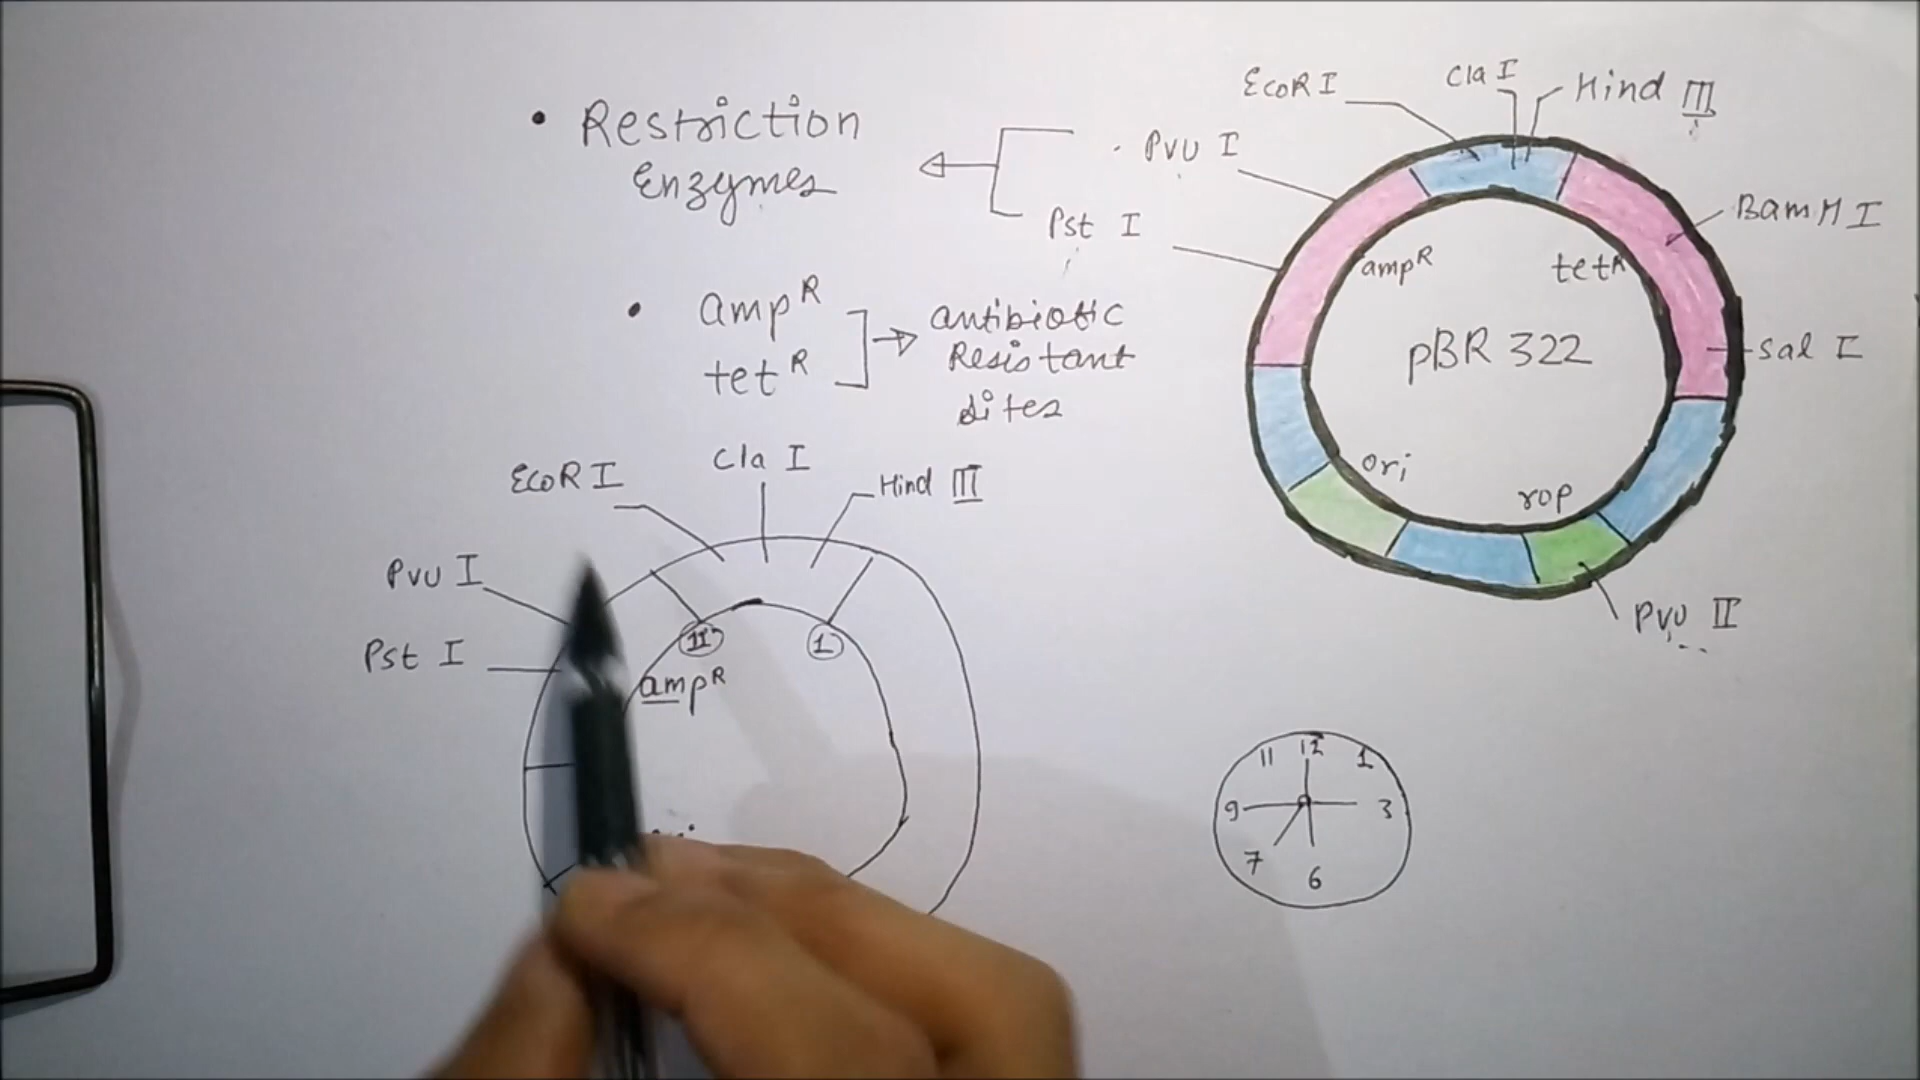 • Restriction
Enzymes
• amp^R
tet^R
antibiotic
Resistant
sites
EcoR I
Cla I
Hind III
Pvu I
Pst I
BamH I
amp^R
tet^R
pBR 322
Sal I
ori
rop
Pvu II
EcoR I
Cla I
Hind III
Pvu I
Pst I
11
1
amp^R
11 12 1
9 3
7 6